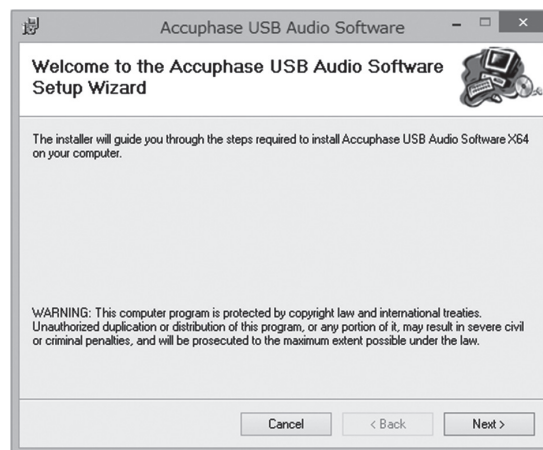 Accuphase USB Audio Software
Welcome to the Accuphase USB Audio Software
Setup Wizard
The installer will guide you through the steps required to install Accuphase USB Audio Software X64
on your computer.
WARNING: This computer program is protected by copyright law and international treaties.
Unauthorized duplication or distribution of this program, or any portion of it, may result in severe civil
or criminal penalties, and will be prosecuted to the maximum extent possible under the law.
Cancel
< Back
Next >